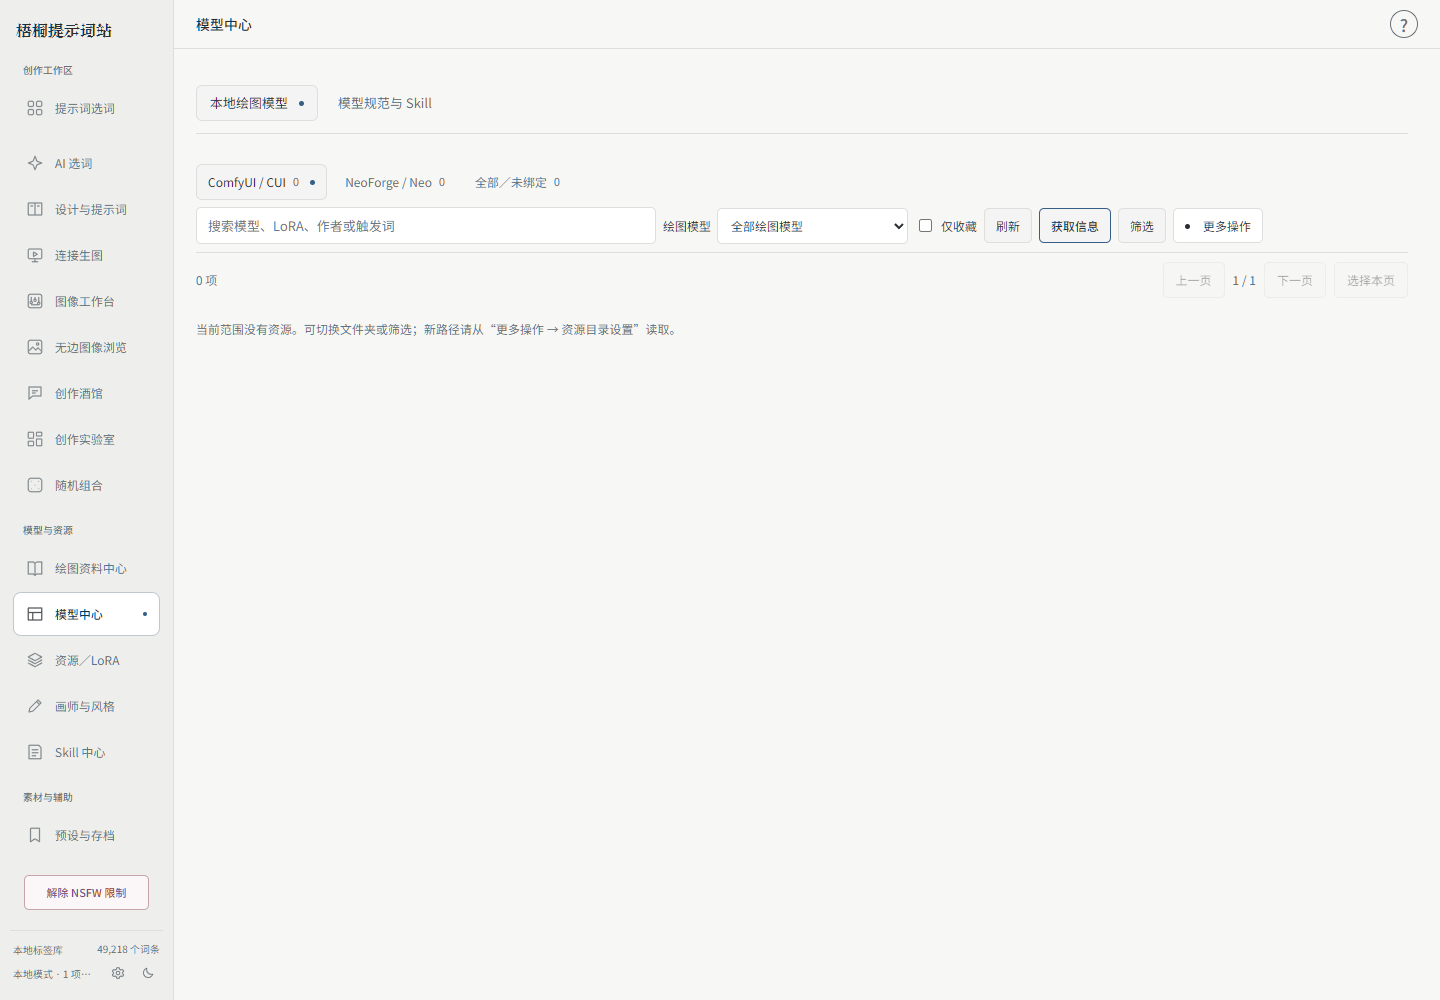 梧桐提示词站
创作工作区
提示词选词
AI 选词
设计与提示词
连接生图
图像工作台
无边图像浏览
创作酒馆
创作实验室
随机组合
模型与资源
绘图资料中心
模型中心
资源／LoRA
画师与风格
Skill 中心
素材与辅助
预设与存档
解除 NSFW 限制
本地标签库 49,218 个词条
本地模式 · 1 项…
模型中心 ?
本地绘图模型 模型规范与 Skill
ComfyUI / CUI 0 NeoForge / Neo 0 全部／未绑定 0
搜索模型、LoRA、作者或触发词 绘图模型 全部绘图模型 仅收藏 刷新 获取信息 筛选 更多操作
0 项 上一页 1 / 1 下一页 选择本页
当前范围没有资源。可切换文件夹或筛选；新路径请从“更多操作 → 资源目录设置”读取。